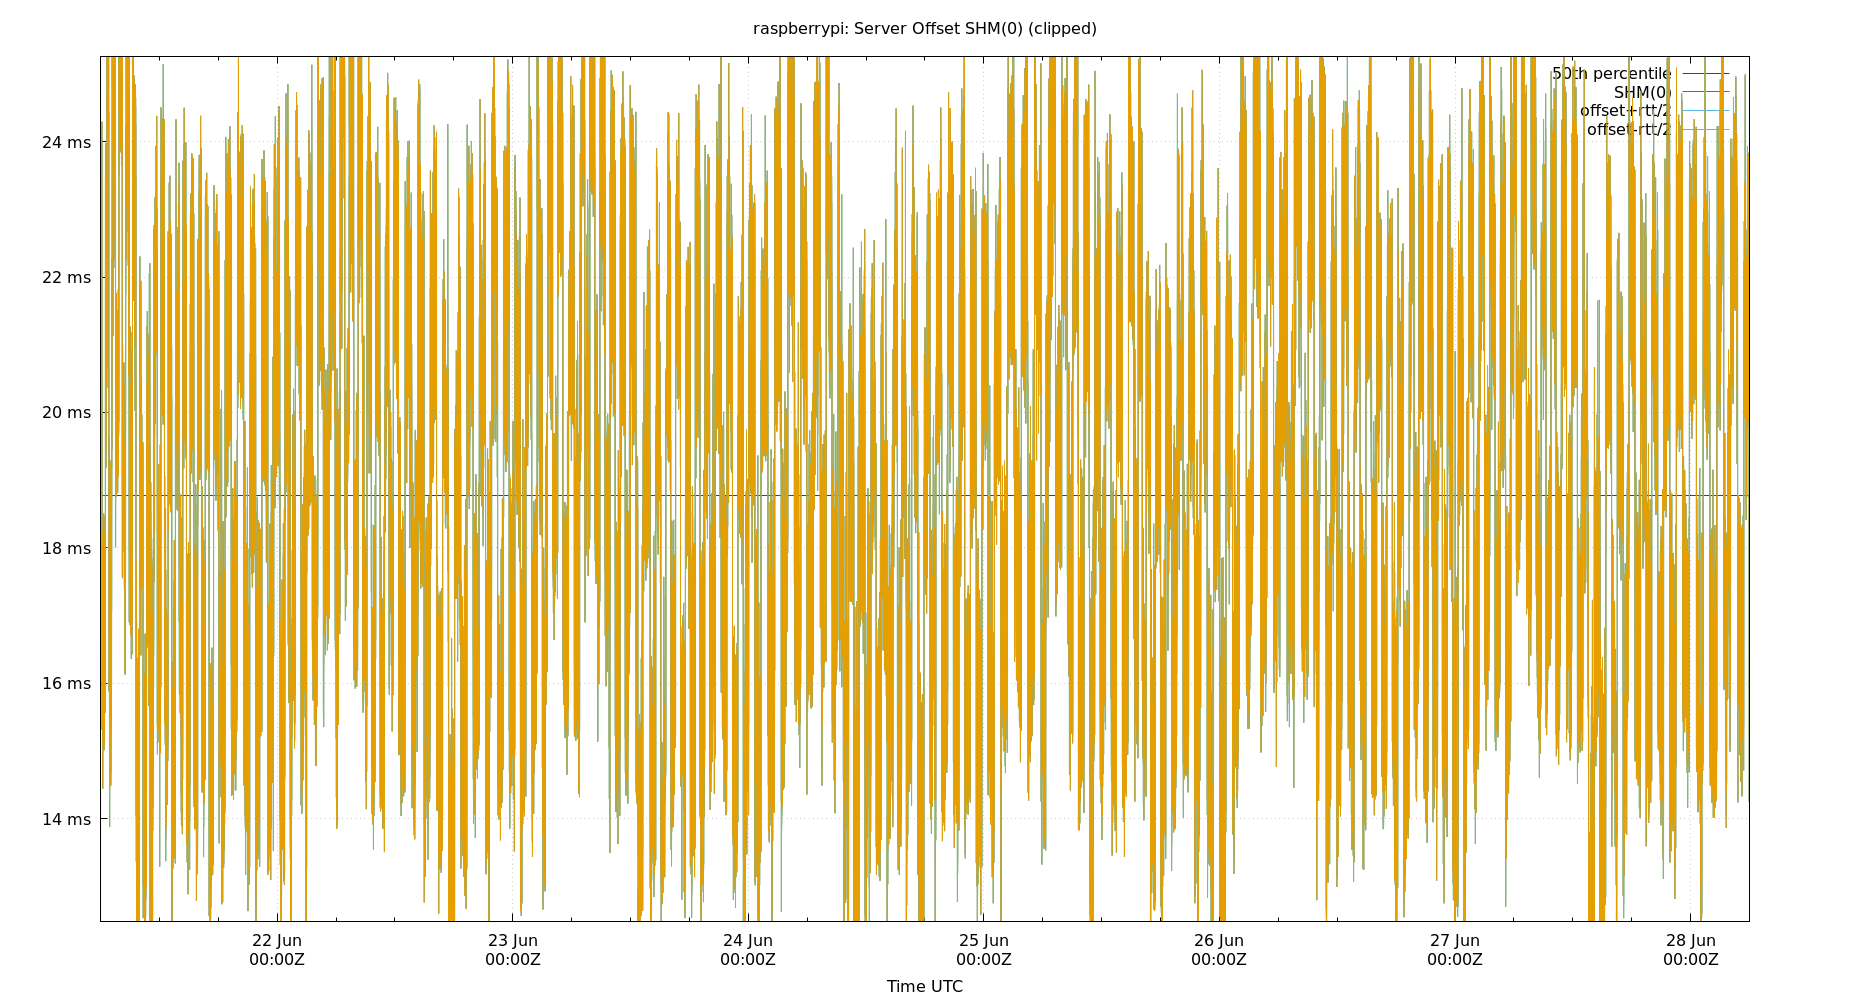 raspberrypi: Server Offset SHM(0) (clipped)
50th percentile
SHM(0)
offset+rtt/2
offset-rtt/2
24 ms
22 ms
20 ms
18 ms
16 ms
14 ms
22 Jun 23 Jun 24 Jun 25 Jun 26 Jun 27 Jun 28 Jun
00:00Z 00:00Z 00:00Z 00:00Z 00:00Z 00:00Z 00:00Z
Time UTC